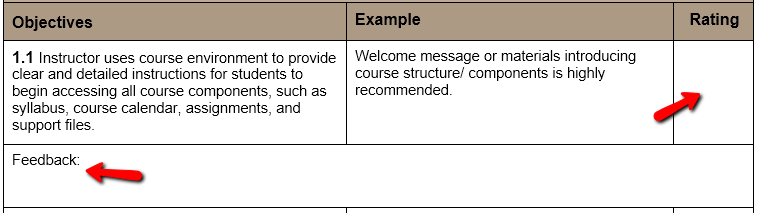 Objectives
Example
Rating
1.1 Instructor uses course environment to provide
clear and detailed instructions for students to
begin accessing all course components, such as
syllabus, course calendar, assignments, and
support files.
Welcome message or materials introducing
course structure/ components is highly
recommended.
Feedback: